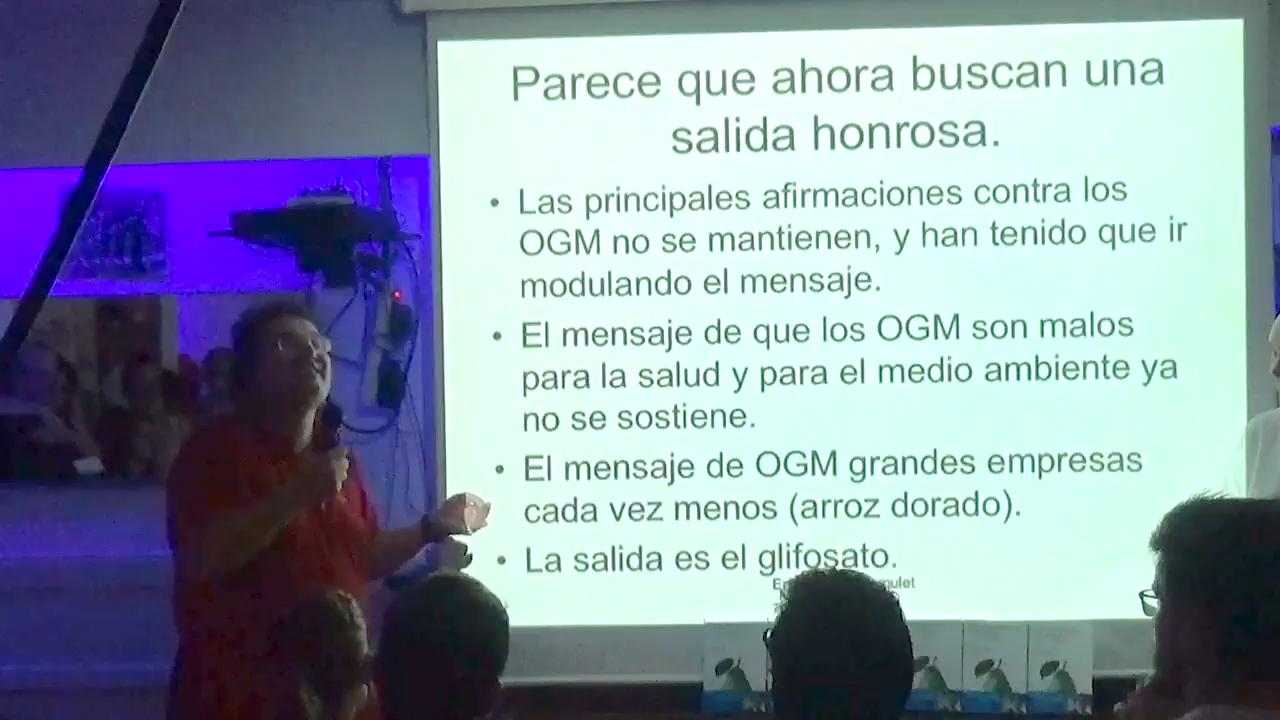 Parece que ahora buscan una
salida honrosa.
• Las principales afirmaciones contra los
OGM no se mantienen, y han tenido que ir
modulando el mensaje.
• El mensaje de que los OGM son malos
para la salud y para el medio ambiente ya
no se sostiene.
• El mensaje de OGM grandes empresas
cada vez menos (arroz dorado).
• La salida es el glifosato.